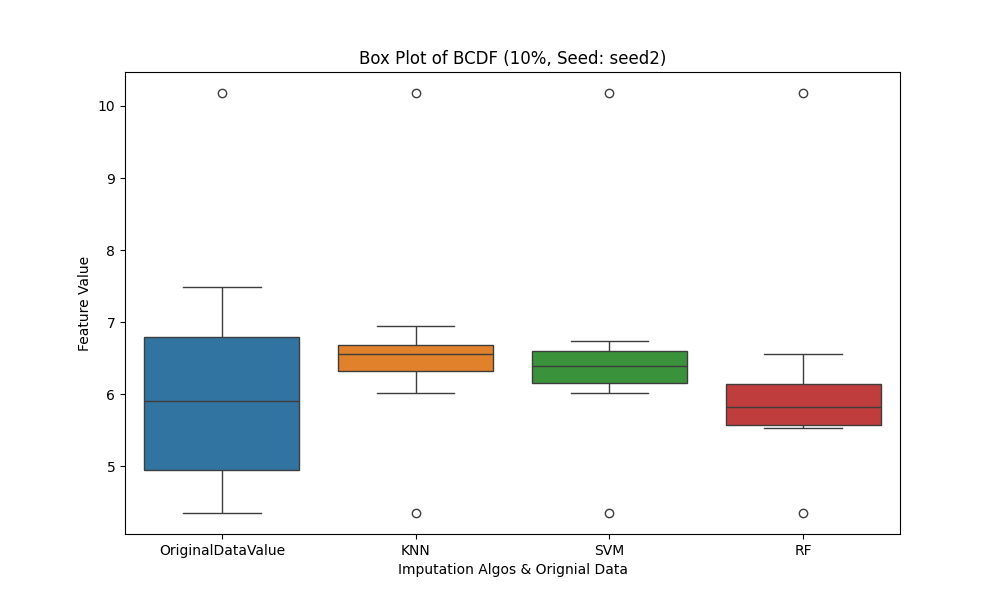 Box Plot of BCDF (10%, Seed: seed2)
10
9
8
7
6
5
Feature Value
OriginalDataValue
KNN
SVM
RF
Imputation Algos & Orignial Data